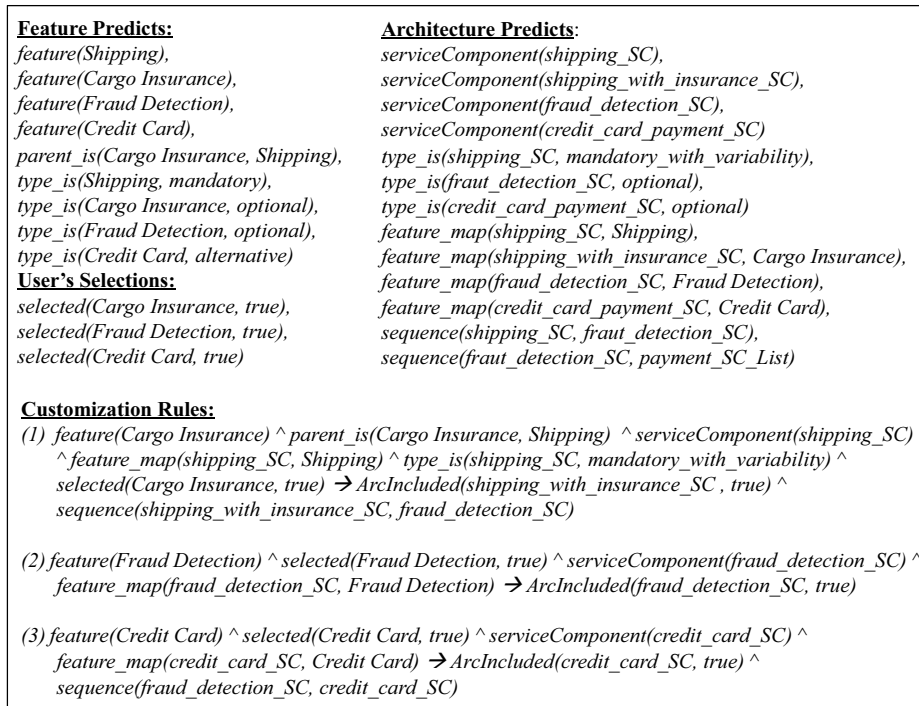 Feature Predicts:
feature(Shipping),
feature(Cargo Insurance),
feature(Fraud Detection),
feature(Credit Card),
parent_is(Cargo Insurance, Shipping),
type_is(Shipping, mandatory),
type_is(Cargo Insurance, optional),
type_is(Fraud Detection, optional),
type_is(Credit Card, alternative)
User's Selections:
selected(Cargo Insurance, true),
selected(Fraud Detection, true),
selected(Credit Card, true)
Architecture Predicts:
serviceComponent(shipping_SC),
serviceComponent(shipping_with_insurance_SC),
serviceComponent(fraud_detection_SC),
serviceComponent(credit_card_payment_SC)
type_is(shipping_SC, mandatory_with_variability),
type_is(fraut_detection_SC, optional),
type_is(credit_card_payment_SC, optional)
feature_map(shipping_SC, Shipping),
feature_map(shipping_with_insurance_SC, Cargo Insurance),
feature_map(fraud_detection_SC, Fraud Detection),
feature_map(credit_card_payment_SC, Credit Card),
sequence(shipping_SC, fraut_detection_SC),
sequence(fraut_detection_SC, payment_SC_List)
Customization Rules:
(1) feature(Cargo Insurance) ^ parent_is(Cargo Insurance, Shipping) ^ serviceComponent(shipping_SC)
^ feature_map(shipping_SC, Shipping) ^ type_is(shipping_SC, mandatory_with_variability) ^
selected(Cargo Insurance, true) → ArcIncluded(shipping_with_insurance_SC , true) ^
sequence(shipping_with_insurance_SC, fraud_detection_SC)
(2) feature(Fraud Detection) ^ selected(Fraud Detection, true) ^ serviceComponent(fraud_detection_SC) ^
feature_map(fraud_detection_SC, Fraud Detection) → ArcIncluded(fraud_detection_SC, true)
(3) feature(Credit Card) ^ selected(Credit Card, true) ^ serviceComponent(credit_card_SC) ^
feature_map(credit_card_SC, Credit Card) → ArcIncluded(credit_card_SC, true) ^
sequence(fraud_detection_SC, credit_card_SC)